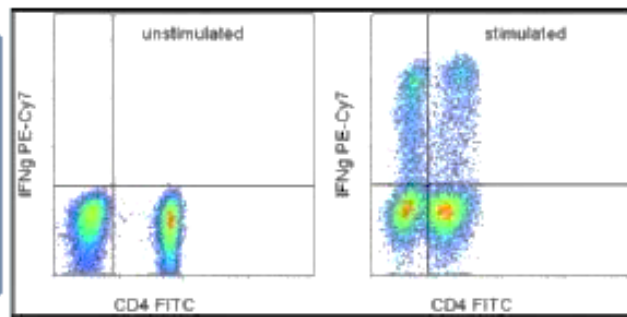 unstimulated
IFNg PE-Cy7
CD4 FITC
stimulated
IFNg PE-Cy7
CD4 FITC